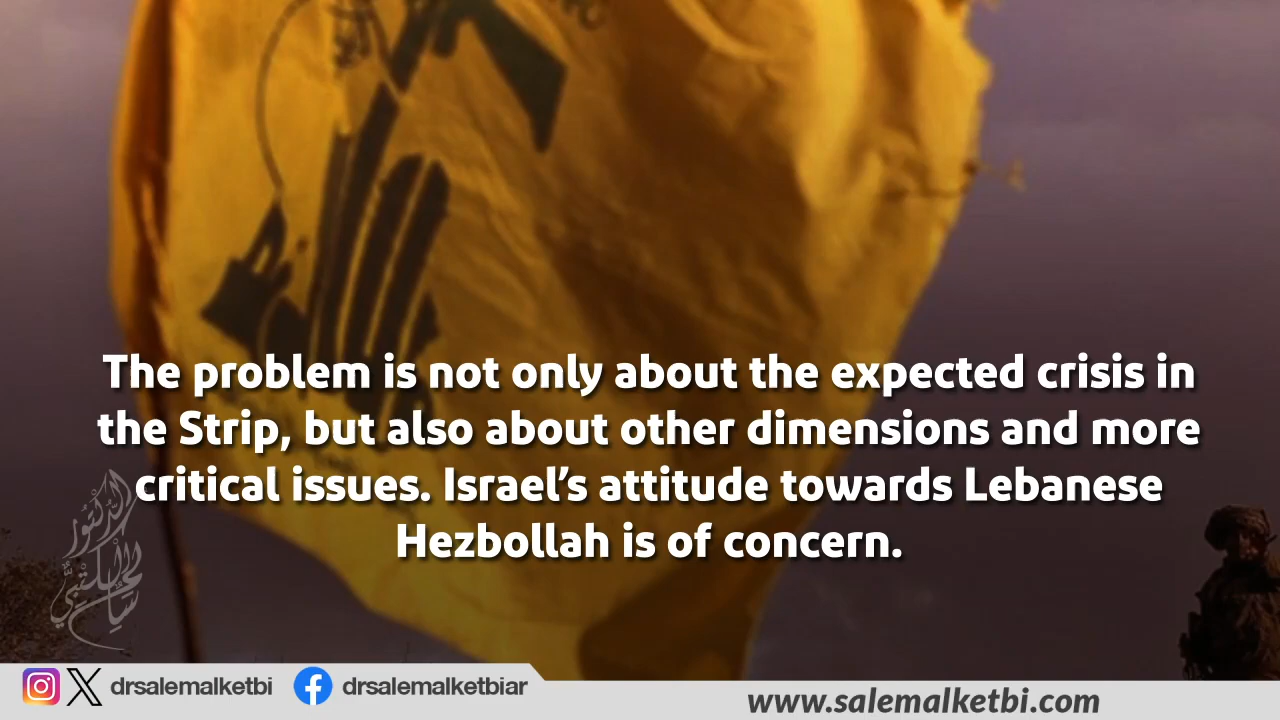 The problem is not only about the expected crisis in
the Strip, but also about other dimensions and more
critical issues. Israel’s attitude towards Lebanese
Hezbollah is of concern.
drsalemalketbi
drsalemalketbiar
www.salemalketbi.com